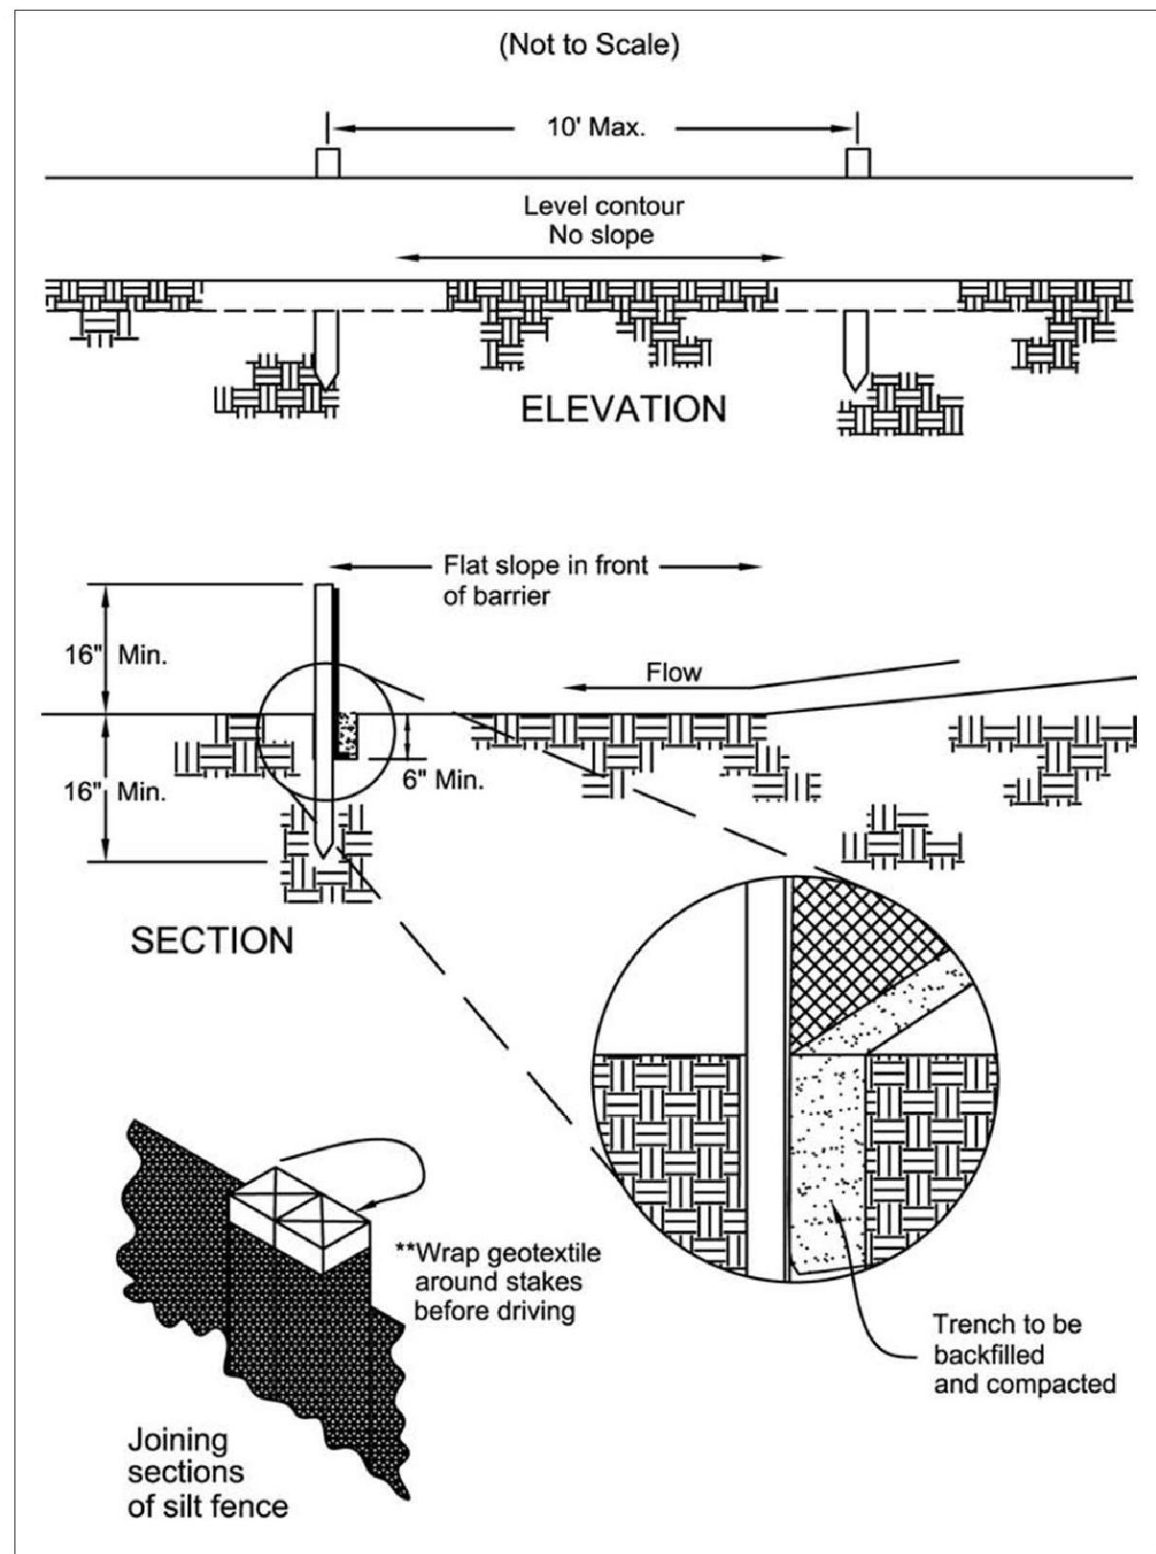 (Not to Scale)
10' Max.
Level contour
No slope
ELEVATION
Flat slope in front
of barrier
16" Min.
Flow
16" Min.
6" Min.
SECTION
**Wrap geotextile
around stakes
before driving
Trench to be
backfilled
and compacted
Joining
sections
of silt fence